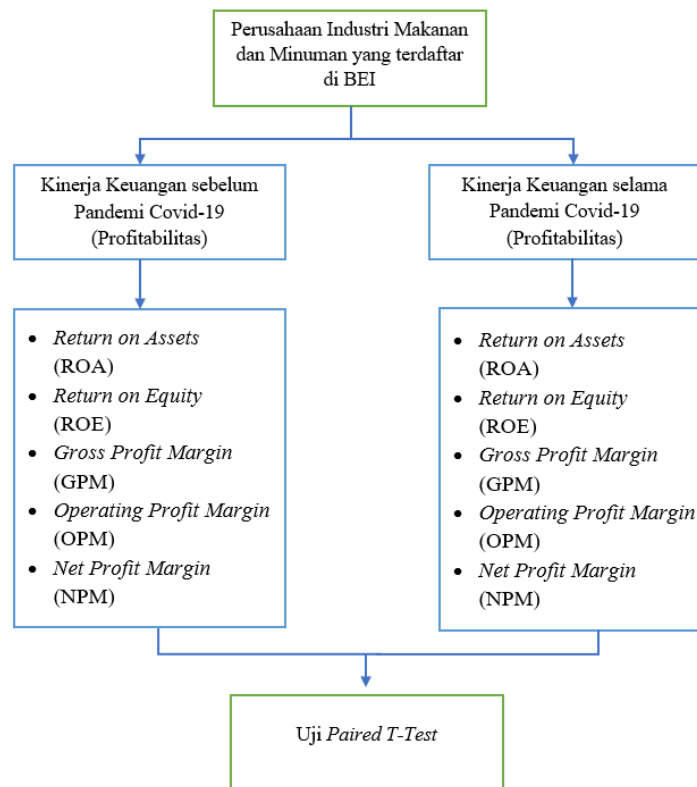 Perusahaan Industri Makanan
dan Minuman yang terdaftar
di BEI
Kinerja Keuangan sebelum
Pandemi Covid-19
(Profitabilitas)
Kinerja Keuangan selama
Pandemi Covid-19
(Profitabilitas)
• Return on Assets
(ROA)
• Return on Equity
(ROE)
• Gross Profit Margin
(GPM)
• Operating Profit Margin
(OPM)
• Net Profit Margin
(NPM)
• Return on Assets
(ROA)
• Return on Equity
(ROE)
• Gross Profit Margin
(GPM)
• Operating Profit Margin
(OPM)
• Net Profit Margin
(NPM)
Uji Paired T-Test